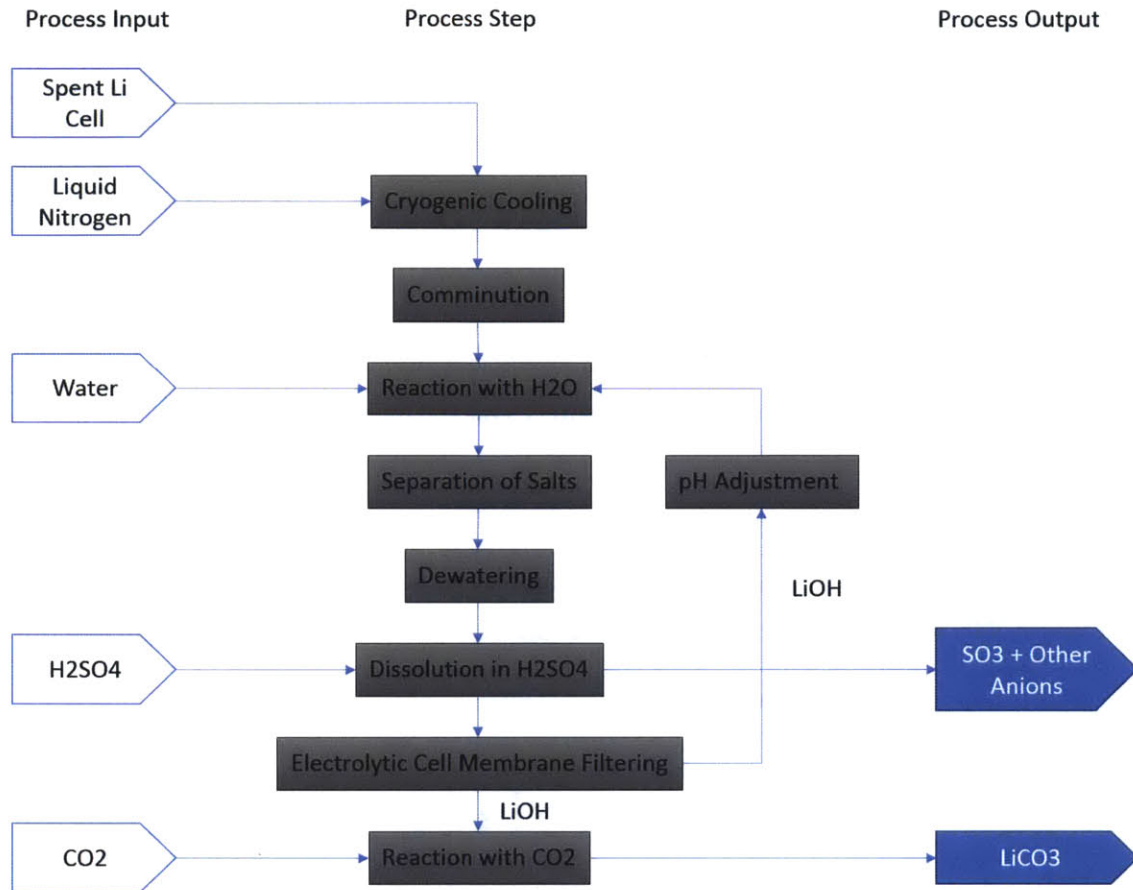 Process Input
Process Step
Process Output
Spent Li
Cell
Liquid
Nitrogen
Cryogenic Cooling
Comminution
Water
Reaction with H2O
Separation of Salts
pH Adjustment
Dewatering
LiOH
H2SO4
Dissolution in H2SO4
SO3 + Other
Anions
Electrolytic Cell Membrane Filtering
LiOH
CO2
Reaction with CO2
LiCO3